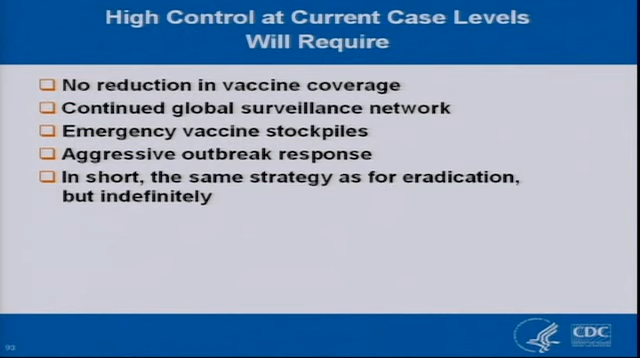 High Control at Current Case Levels
Will Require
No reduction in vaccine coverage
Continued global surveillance network
Emergency vaccine stockpiles
Aggressive outbreak response
In short, the same strategy as for eradication,
but indefinitely
93
CDC